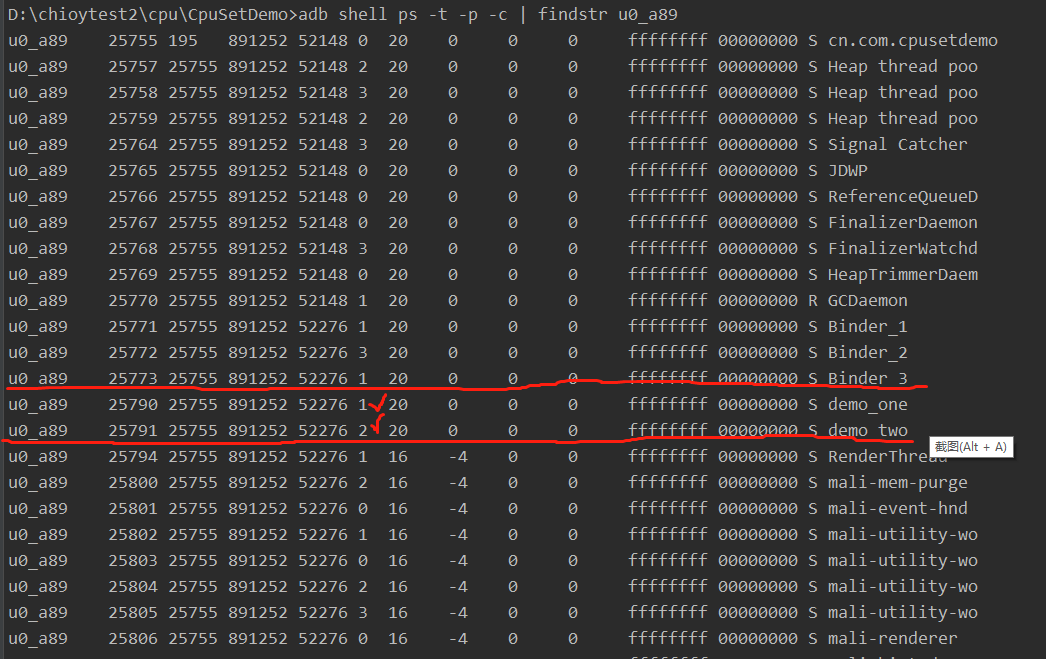 D:\chioytest2\cpu\CpuSetDemo>adb shell ps -t -p -c | findstr u0_a89
u0_a89 25755 195 891252 52148 0 20 0 0 0 ffffffff 00000000 S cn.com.cpusetdemo
u0_a89 25757 25755 891252 52148 2 20 0 0 0 ffffffff 00000000 S Heap thread poo
u0_a89 25758 25755 891252 52148 3 20 0 0 0 ffffffff 00000000 S Heap thread poo
u0_a89 25759 25755 891252 52148 2 20 0 0 0 ffffffff 00000000 S Heap thread poo
u0_a89 25764 25755 891252 52148 3 20 0 0 0 ffffffff 00000000 S Signal Catcher
u0_a89 25765 25755 891252 52148 0 20 0 0 0 ffffffff 00000000 S JDWP
u0_a89 25766 25755 891252 52148 0 20 0 0 0 ffffffff 00000000 S ReferenceQueueD
u0_a89 25767 25755 891252 52148 0 20 0 0 0 ffffffff 00000000 S FinalizerDaemon
u0_a89 25768 25755 891252 52148 3 20 0 0 0 ffffffff 00000000 S FinalizerWatchd
u0_a89 25769 25755 891252 52148 0 20 0 0 0 ffffffff 00000000 S HeapTrimmerDaem
u0_a89 25770 25755 891252 52148 1 20 0 0 0 ffffffff 00000000 R GCDaemon
u0_a89 25771 25755 891252 52276 1 20 0 0 0 ffffffff 00000000 S Binder_1
u0_a89 25772 25755 891252 52276 3 20 0 0 0 ffffffff 00000000 S Binder_2
u0_a89 25773 25755 891252 52276 1 20 0 0 0 ffffffff 00000000 S Binder_3
u0_a89 25790 25755 891252 52276 1 20 0 0 0 ffffffff 00000000 S demo_one
u0_a89 25791 25755 891252 52276 2 20 0 0 0 ffffffff 00000000 S demo_two
截图(Alt + A)
u0_a89 25794 25755 891252 52276 1 16 -4 0 0 ffffffff 00000000 S RenderThread
u0_a89 25800 25755 891252 52276 2 16 -4 0 0 ffffffff 00000000 S mali-mem-purge
u0_a89 25801 25755 891252 52276 0 16 -4 0 0 ffffffff 00000000 S mali-event-hnd
u0_a89 25802 25755 891252 52276 1 16 -4 0 0 ffffffff 00000000 S mali-utility-wo
u0_a89 25803 25755 891252 52276 0 16 -4 0 0 ffffffff 00000000 S mali-utility-wo
u0_a89 25804 25755 891252 52276 2 16 -4 0 0 ffffffff 00000000 S mali-utility-wo
u0_a89 25805 25755 891252 52276 3 16 -4 0 0 ffffffff 00000000 S mali-utility-wo
u0_a89 25806 25755 891252 52276 0 16 -4 0 0 ffffffff 00000000 S mali-renderer